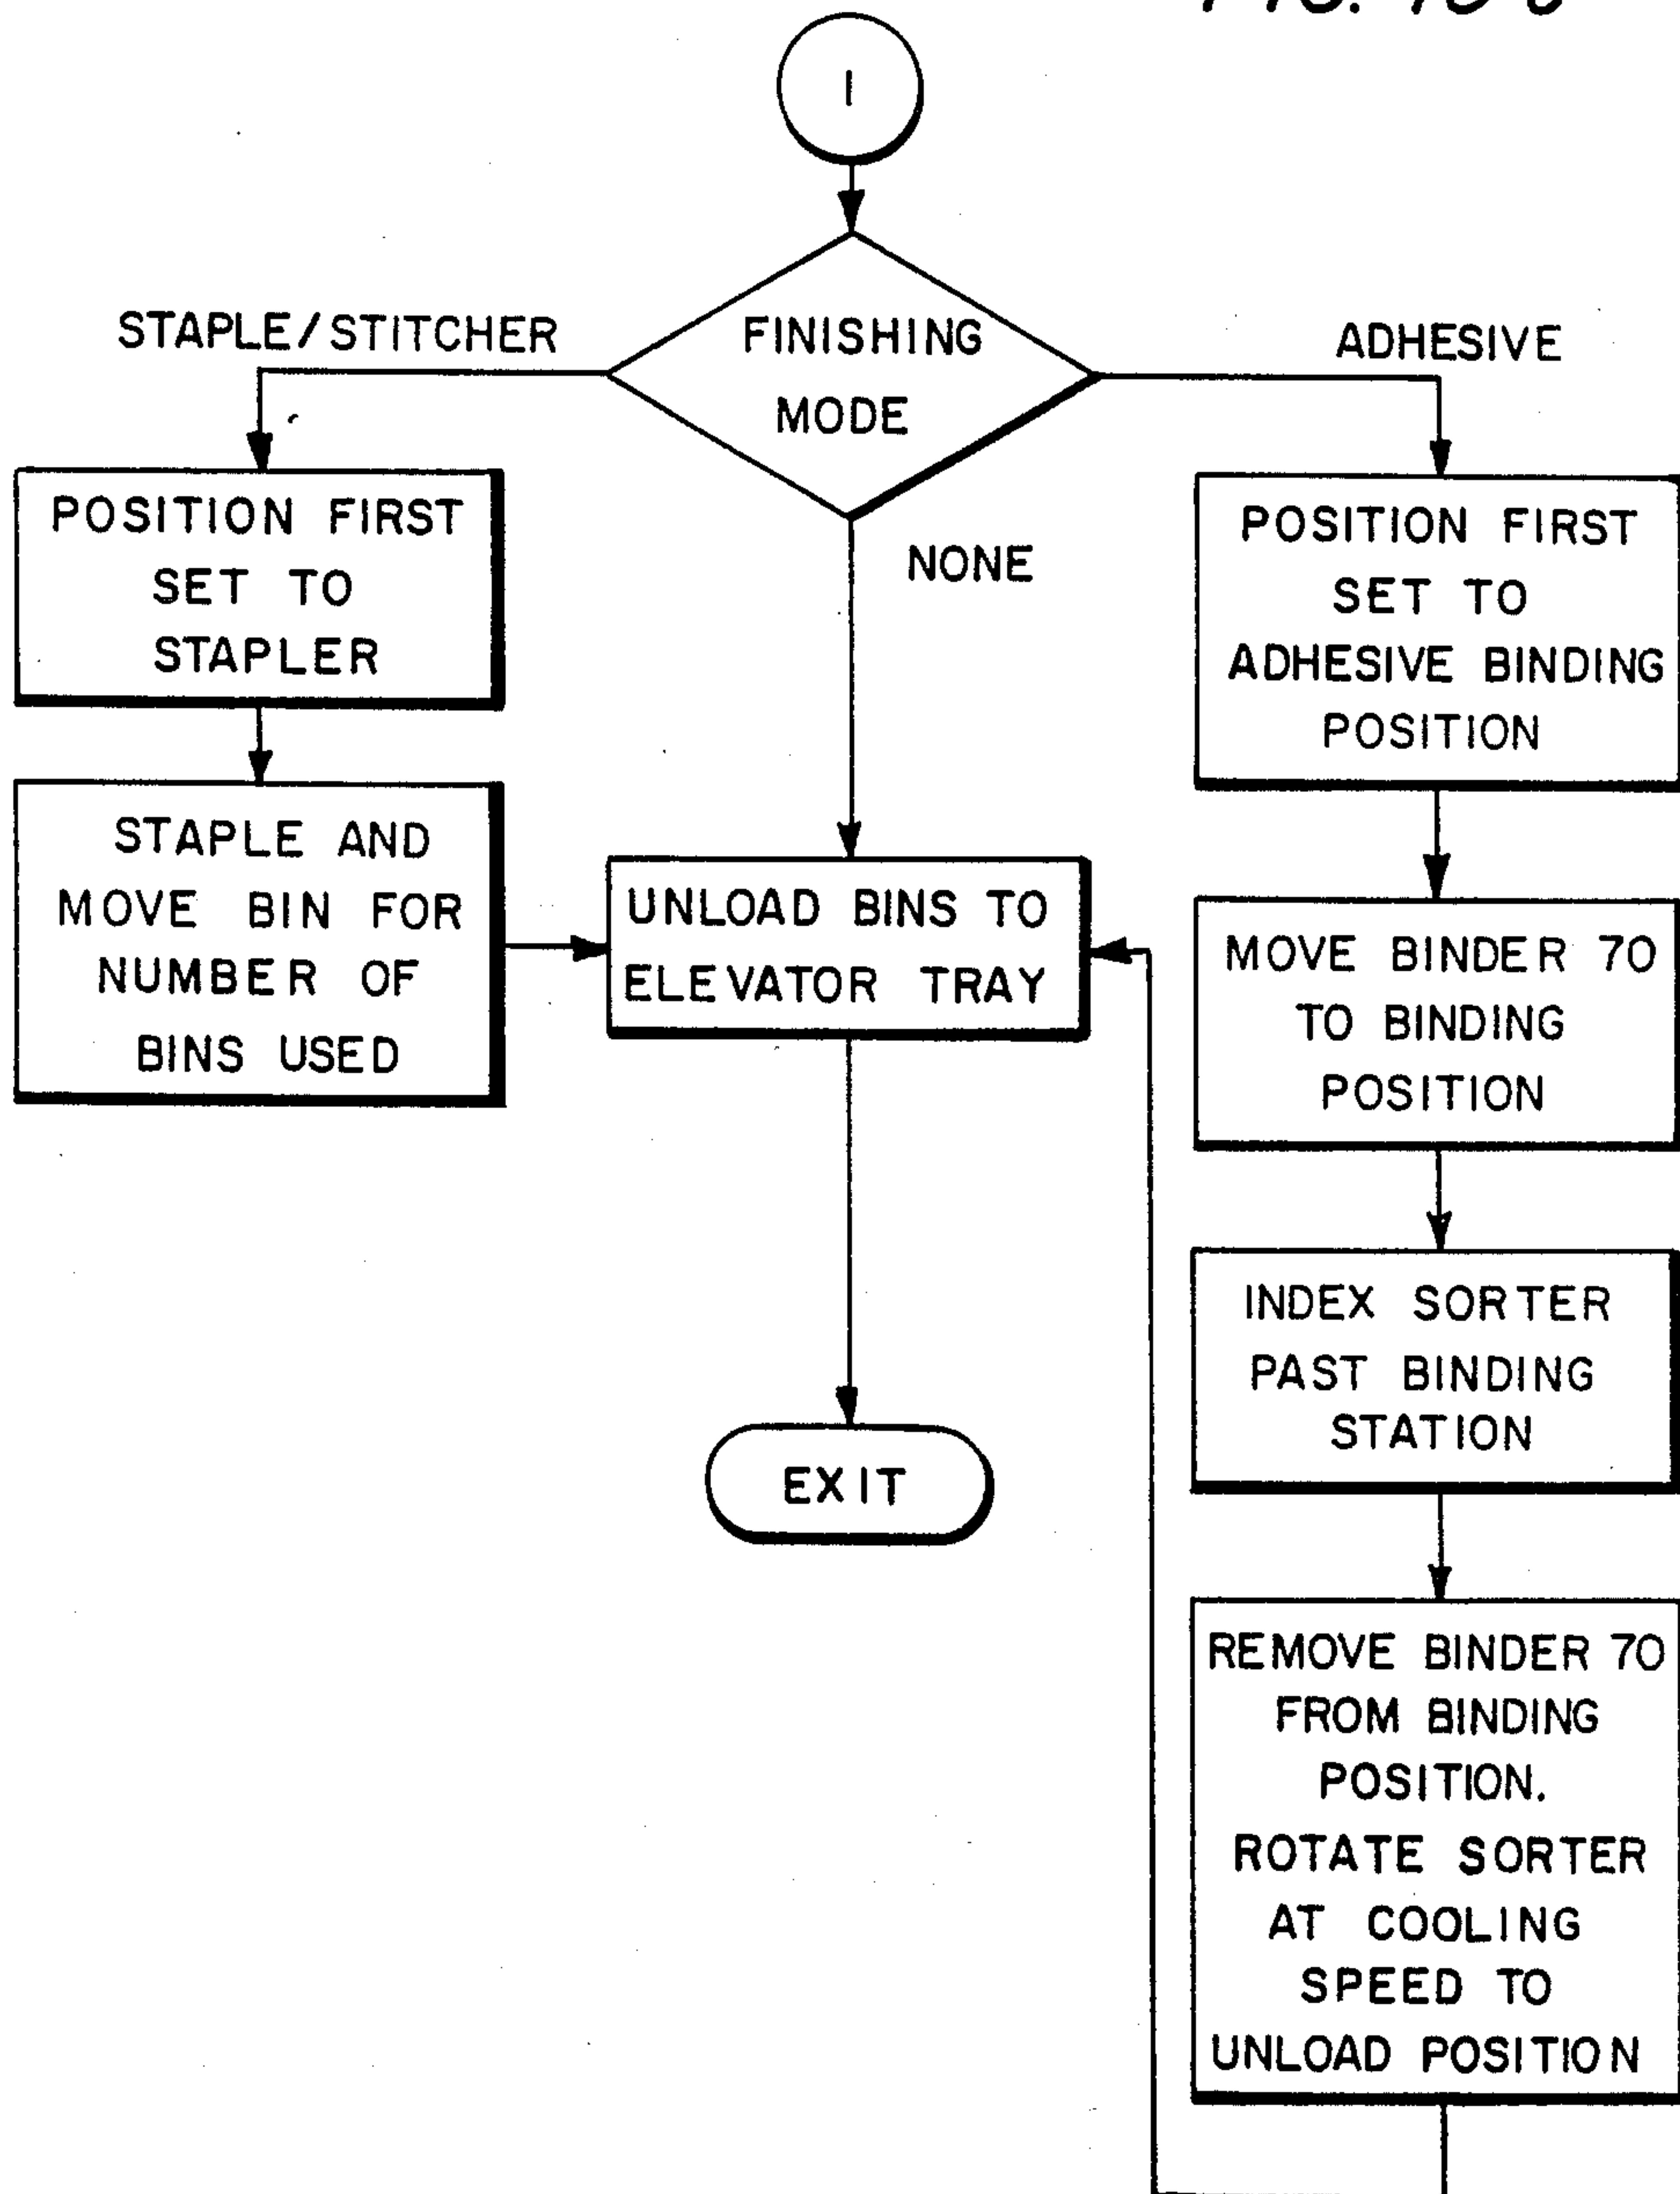 I
FINISHING
MODE
STAPLE/STITCHER
ADHESIVE
NONE
POSITION FIRST
SET TO
STAPLER
STAPLE AND
MOVE BIN FOR
NUMBER OF
BINS USED
UNLOAD BINS TO
ELEVATOR TRAY
EXIT
POSITION FIRST
SET TO
ADHESIVE BINDING
POSITION
MOVE BINDER 70
TO BINDING
POSITION
INDEX SORTER
PAST BINDING
STATION
REMOVE BINDER 70
FROM BINDING
POSITION.
ROTATE SORTER
AT COOLING
SPEED TO
UNLOAD POSITION